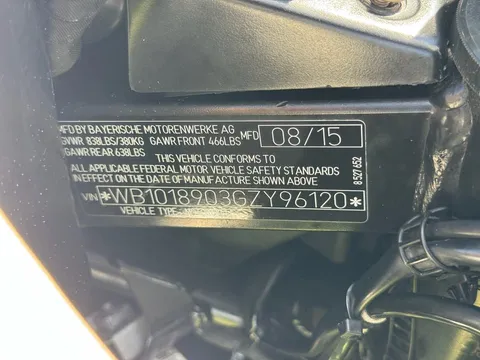 MFD BY BAYERISCHE MOTORENWERKE AG MFD 08/15
GVWR 838LBS/380KG GAWR FRONT 466LBS
GAWR REAR 638LBS THIS VEHICLE CONFORMS TO
ALL APPLICABLE FEDERAL MOTOR VEHICLE SAFETY STANDARDS
IN EFFECT ON THE DATE OF MANUFACTURE SHOWN ABOVE
VIN *WB1018903GZY96120*
VEHICLE TYPE
8 527 652